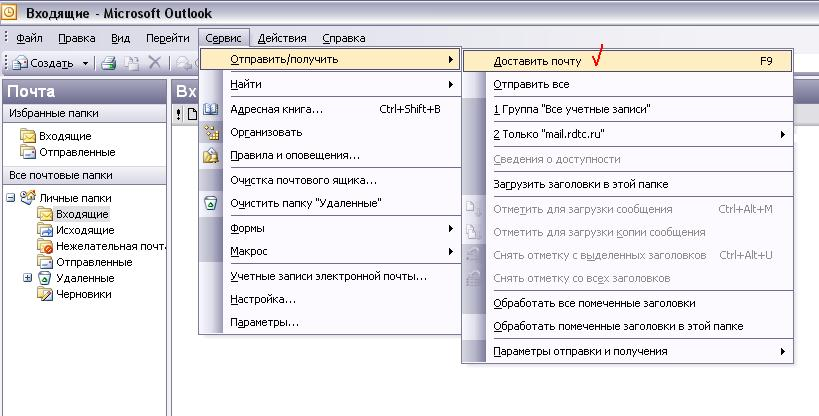 Входящие - Microsoft Outlook
Файл Правка Вид Перейти Сервис Действия Справка
Создать
Почта
Избранные папки
Входящие
Отправленные
Все почтовые папки
Личные папки
Входящие
Исходящие
Нежелательная почт
Отправленные
Удаленные
Черновики
Вх
Отправить/получить
Найти
Адресная книга... Ctrl+Shift+B
Организовать
Правила и оповещения...
Очистка почтового ящика...
Очистить папку "Удаленные"
Формы
Макрос
Учетные записи электронной почты...
Настройка...
Параметры...
Доставить почту F9
Отправить все
1 Группа "Все учетные записи"
2 Только "mail.rdtc.ru"
Сведения о доступности
Загрузить заголовки в этой папке
Отметить для загрузки сообщения Ctrl+Alt+M
Отметить для загрузки копии сообщения
Снять отметку с выделенных заголовков Ctrl+Alt+U
Снять отметку со всех заголовков
Обработать все помеченные заголовки
Обработать помеченные заголовки в этой папке
Параметры отправки и получения